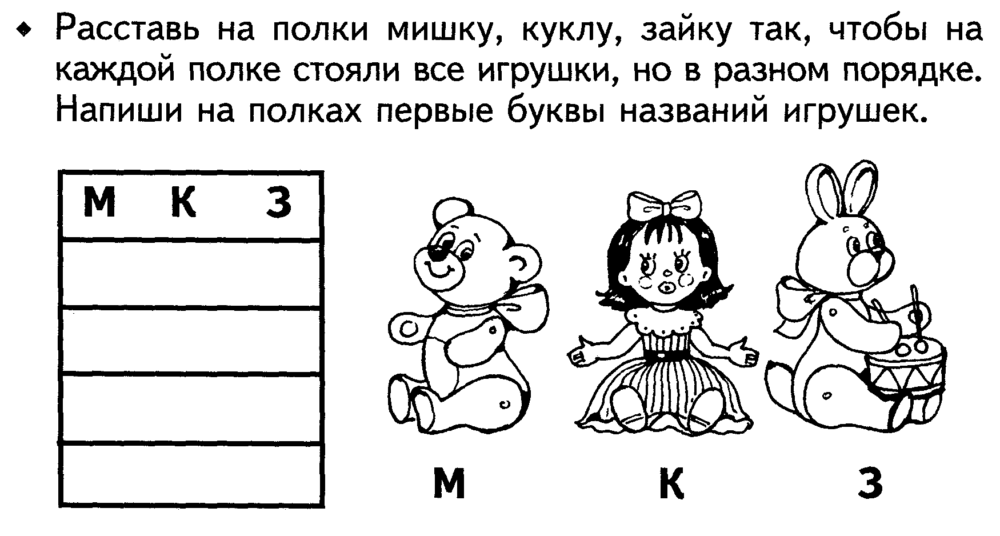 ◆ Расставь на полки мишку, куклу, зайку так, чтобы на
каждой полке стояли все игрушки, но в разном порядке.
Напиши на полках первые буквы названий игрушек.
М К З
М К З